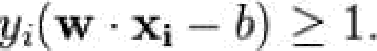 yᵢ(𝐰 · 𝐱ᵢ − b) ≥ 1.